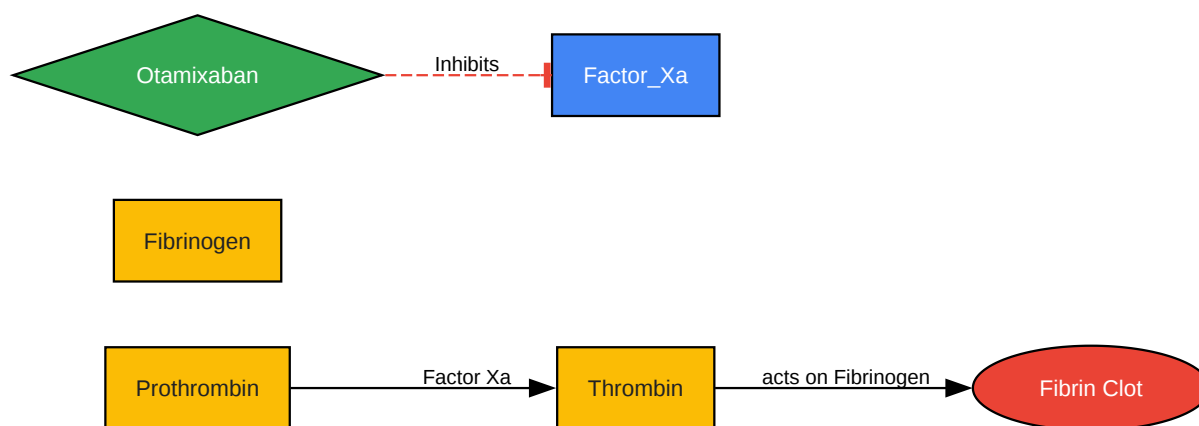 Otamixaban
Inhibits
Factor_Xa
Fibrinogen
Prothrombin
Factor Xa
Thrombin
acts on Fibrinogen
Fibrin Clot